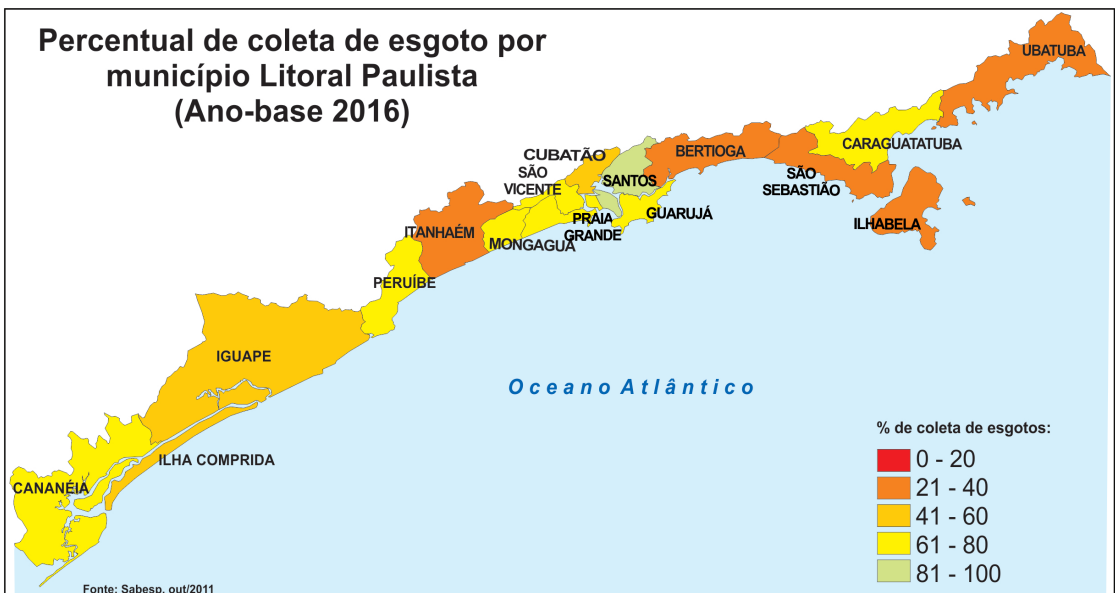 Percentual de coleta de esgoto por
município Litoral Paulista
(Ano-base 2016)
UBATUBA
CARAGUATATUBA
CUBATÃO
BERTIOGA
SÃO
VICENTE
SANTOS
SÃO
SEBASTIÃO
GUARUJÁ
PRAIA
GRANDE
ILHABELA
ITANHAÉM
MONGAGUÁ
PERUÍBE
IGUAPE
Oceano Atlântico
ILHA COMPRIDA
CANANÉIA
% de coleta de esgotos:
0 - 20
21 - 40
41 - 60
61 - 80
81 - 100
Fonte: Sabesp, out/2011